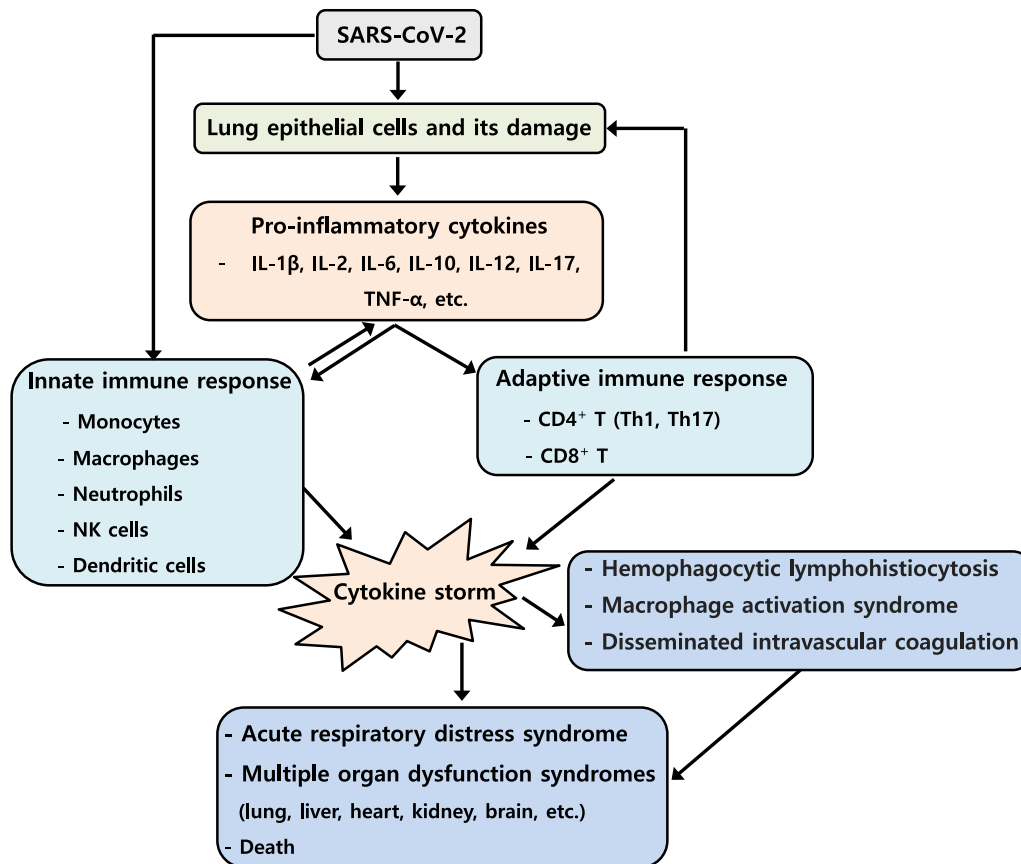 SARS-CoV-2
Lung epithelial cells and its damage
Pro-inflammatory cytokines
- IL-1β, IL-2, IL-6, IL-10, IL-12, IL-17,
TNF-α, etc.
Innate immune response
- Monocytes
- Macrophages
- Neutrophils
- NK cells
- Dendritic cells
Adaptive immune response
- CD4⁺ T (Th1, Th17)
- CD8⁺ T
Cytokine storm
- Hemophagocytic lymphohistiocytosis
- Macrophage activation syndrome
- Disseminated intravascular coagulation
- Acute respiratory distress syndrome
- Multiple organ dysfunction syndromes
(lung, liver, heart, kidney, brain, etc.)
- Death